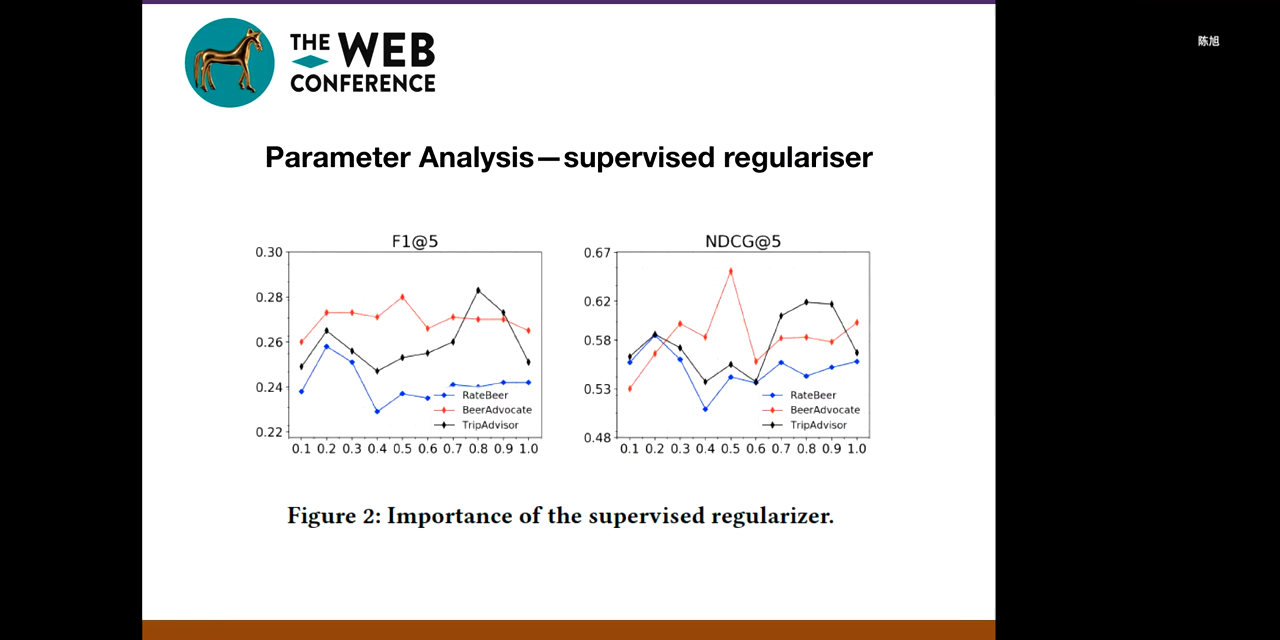 THE WEB
CONFERENCE
陈旭
Parameter Analysis—supervised regulariser
F1@5
0.30
0.28
0.26
0.24
0.22
0.1 0.2 0.3 0.4 0.5 0.6 0.7 0.8 0.9 1.0
RateBeer
BeerAdvocate
TripAdvisor
NDCG@5
0.67
0.62
0.58
0.53
0.48
0.1 0.2 0.3 0.4 0.5 0.6 0.7 0.8 0.9 1.0
RateBeer
BeerAdvocate
TripAdvisor
Figure 2: Importance of the supervised regularizer.